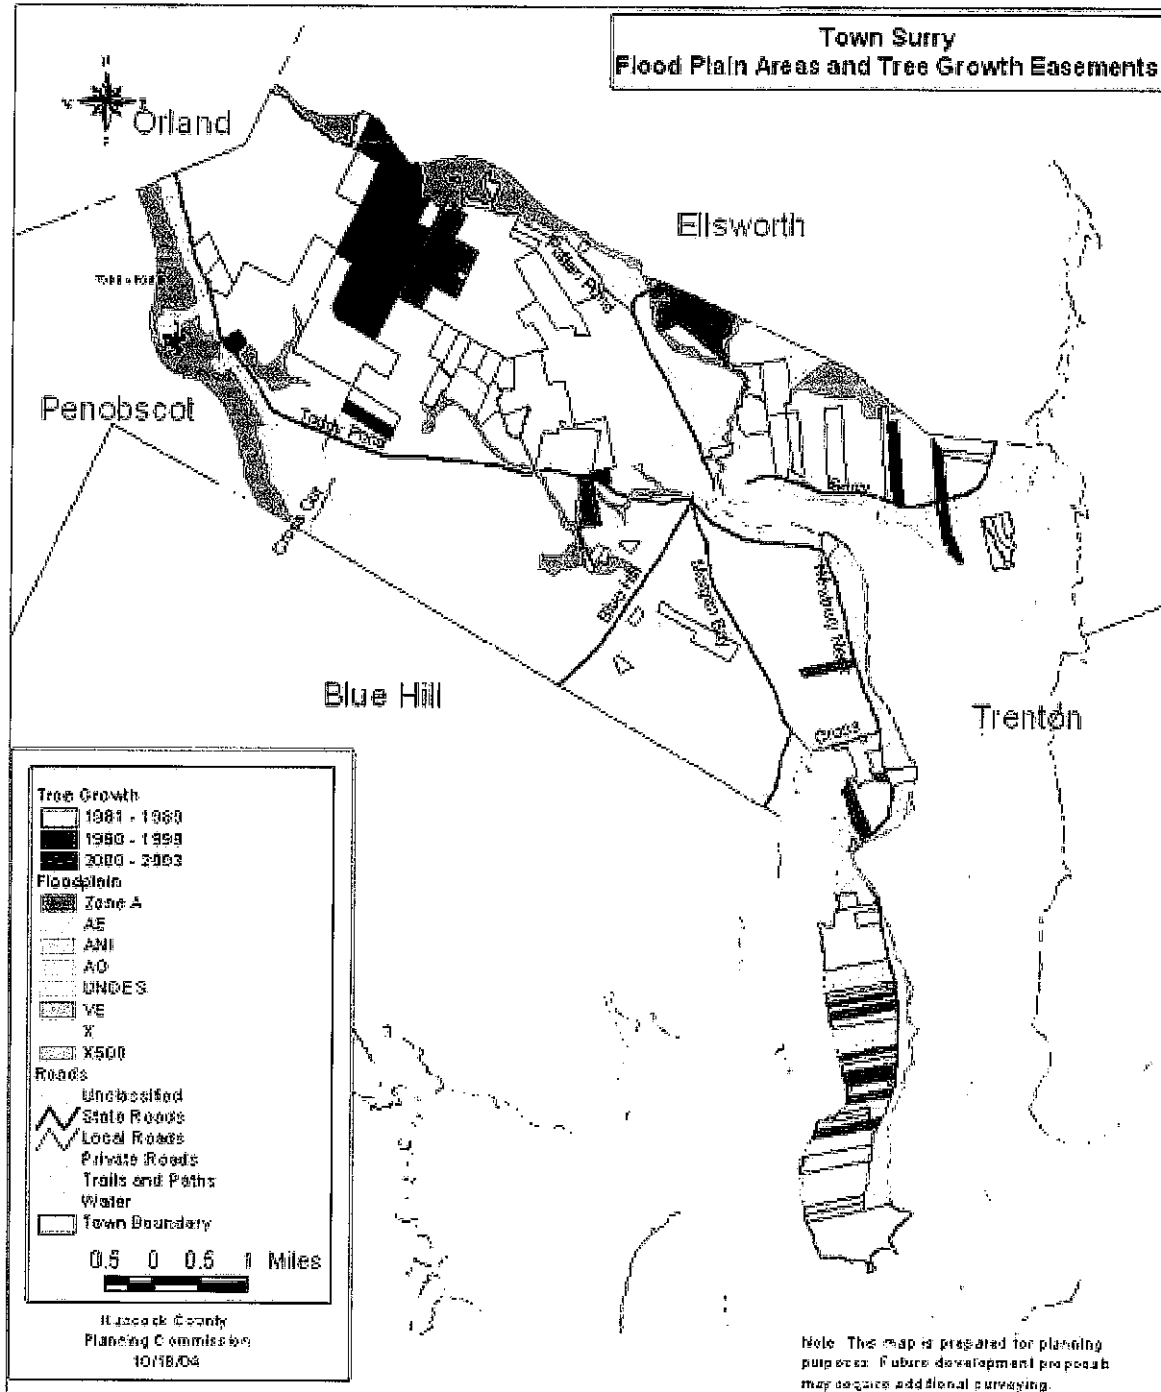 Town Surry
Flood Plain Areas and Tree Growth Easements
Orland
Ellsworth
Penobscot
Toddy Pond
Surry
Blue Hill
Blue Hill
Trenton
Cross
Tree Growth
1981 - 1989
1990 - 1999
2000 - 2003
Floodplain
Zone A
AE
ANI
AO
UNDES
VE
X
X500
Roads
Unclassified
State Roads
Local Roads
Private Roads
Trails and Paths
Water
Town Boundary
0.5 0 0.5 1 Miles
Hancock County
Planning Commission
10/18/04
Note This map is prepared for planning
purposes. Future development proposals
may require additional surveying.